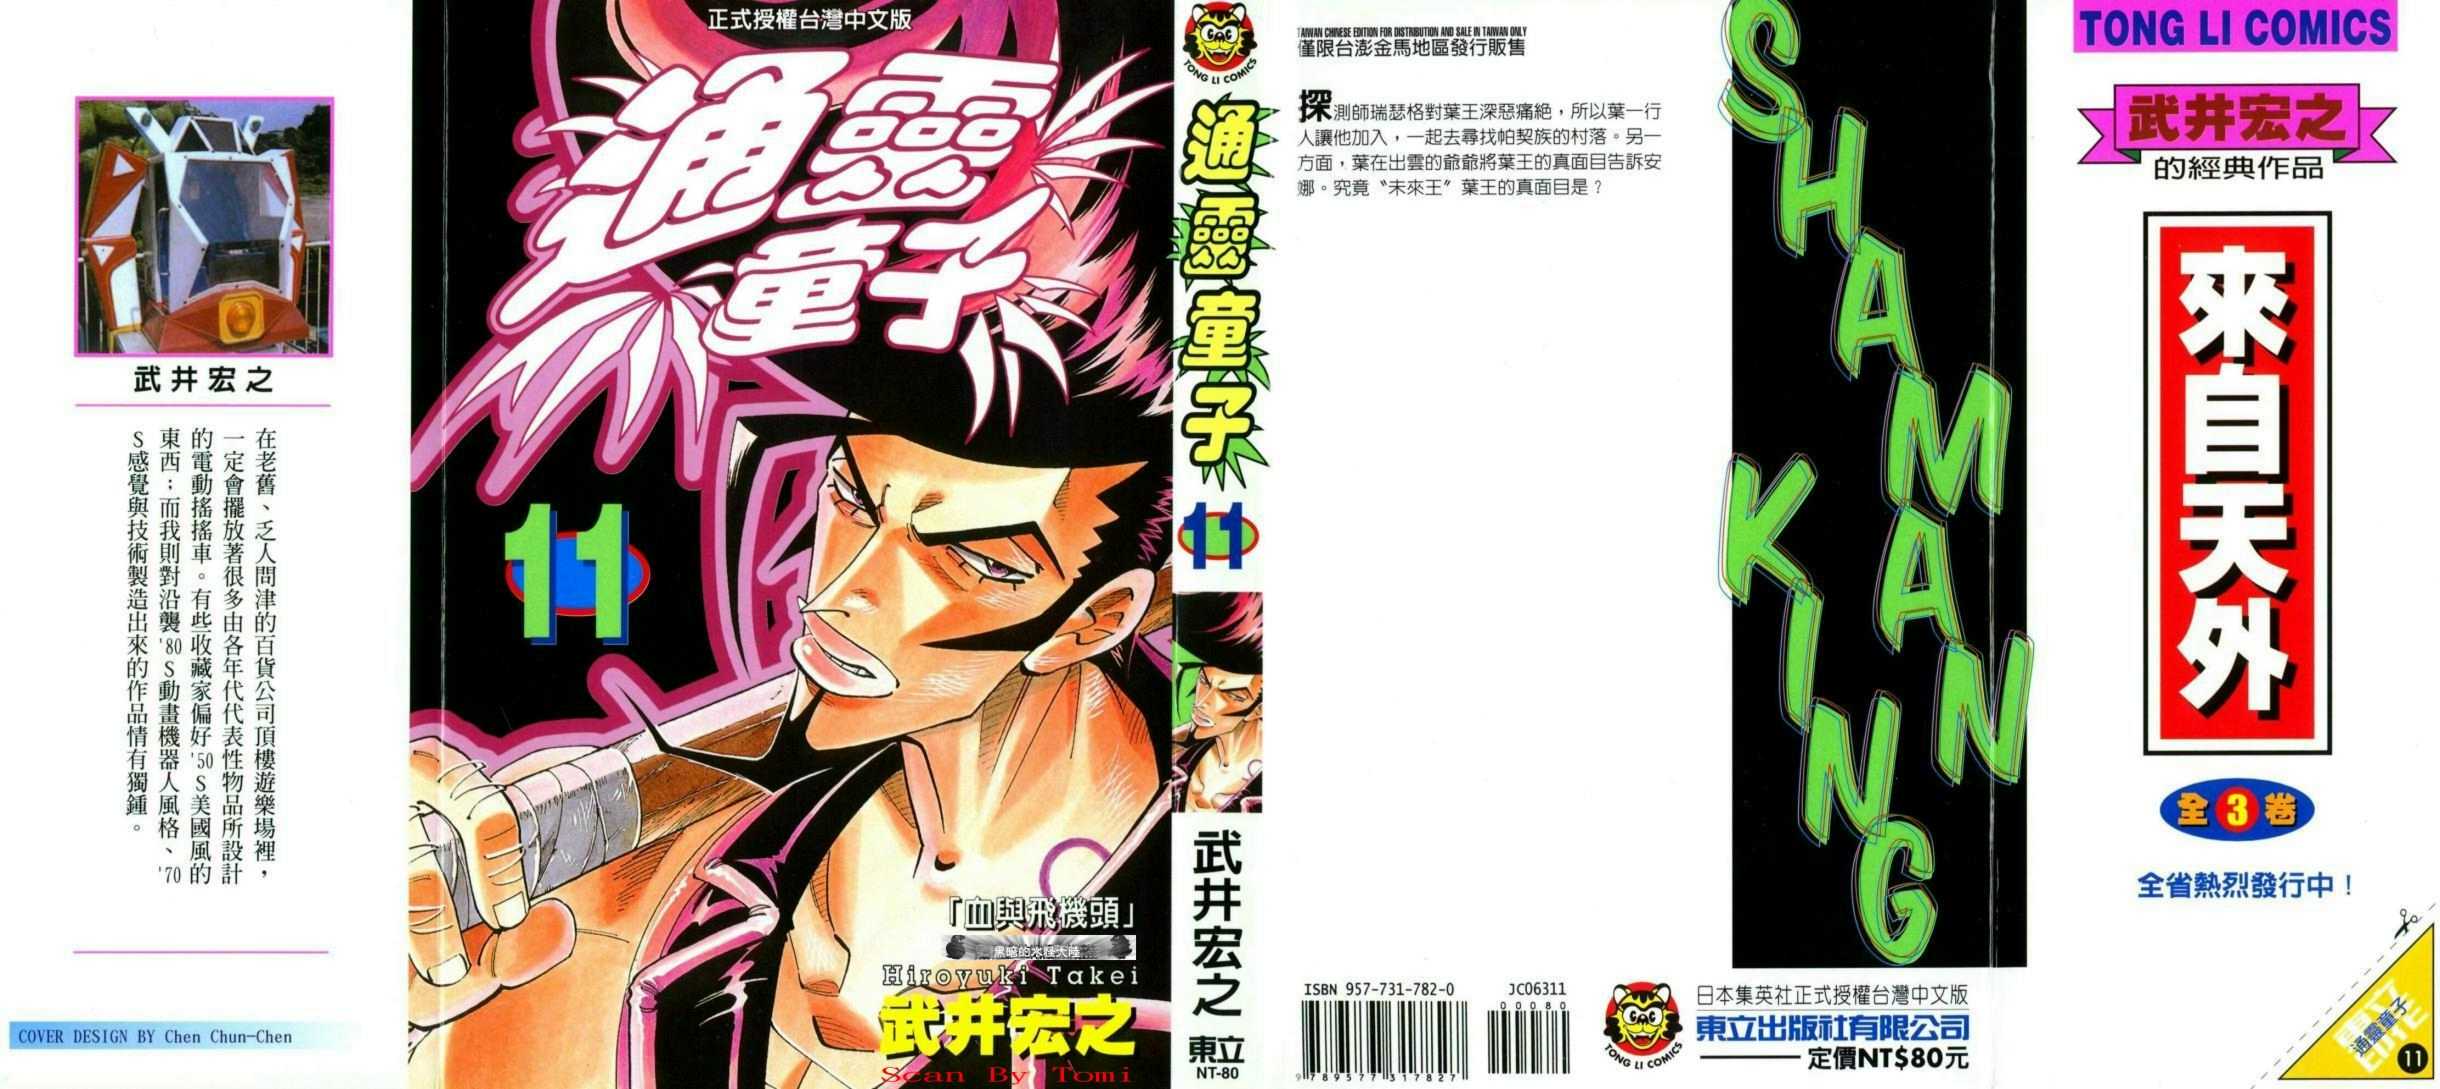 武井宏之
在老舊、乏人問津的百貨公司頂樓遊樂場裡，
一定會擺放著很多由各年代代表性物品所設計
的電動搖搖車。有些收藏家偏好'50S美國風的
東西；而我則對沿襲'80S動畫機器人風格、'70
S感覺與技術製造出來的作品情有獨鍾。
COVER DESIGN BY Chen Chun-Chen
正式授權台灣中文版
通靈
童子
11
「血與飛機頭」
黑暗的水怪大陸
Hiroyuki Takei
武井宏之
Scan By Tomi
TONG LI COMICS
通靈童子
11
武井宏之
東立
NT-80
TAIWAN CHINESE EDITION FOR DISTRIBUTION AND SALE IN TAIWAN ONLY
僅限台澎金馬地區發行販售
探測師瑞瑟格對葉王深惡痛絕，所以葉一行
人讓他加入，一起去尋找帕契族的村落。另一
方面，葉在出雲的爺爺將葉王的真面目告訴安
娜。究竟〝未來王〞葉王的真面目是？
SHAMAN
KING
ISBN 957-731-782-0
JC06311
00080
9789577317827
TONG LI COMICS
日本集英社正式授權台灣中文版
東立出版社有限公司
定價NT$80元
TONG LI COMICS
武井宏之
的經典作品
來自天外
全3卷
全省熱烈發行中！
通靈童子
11